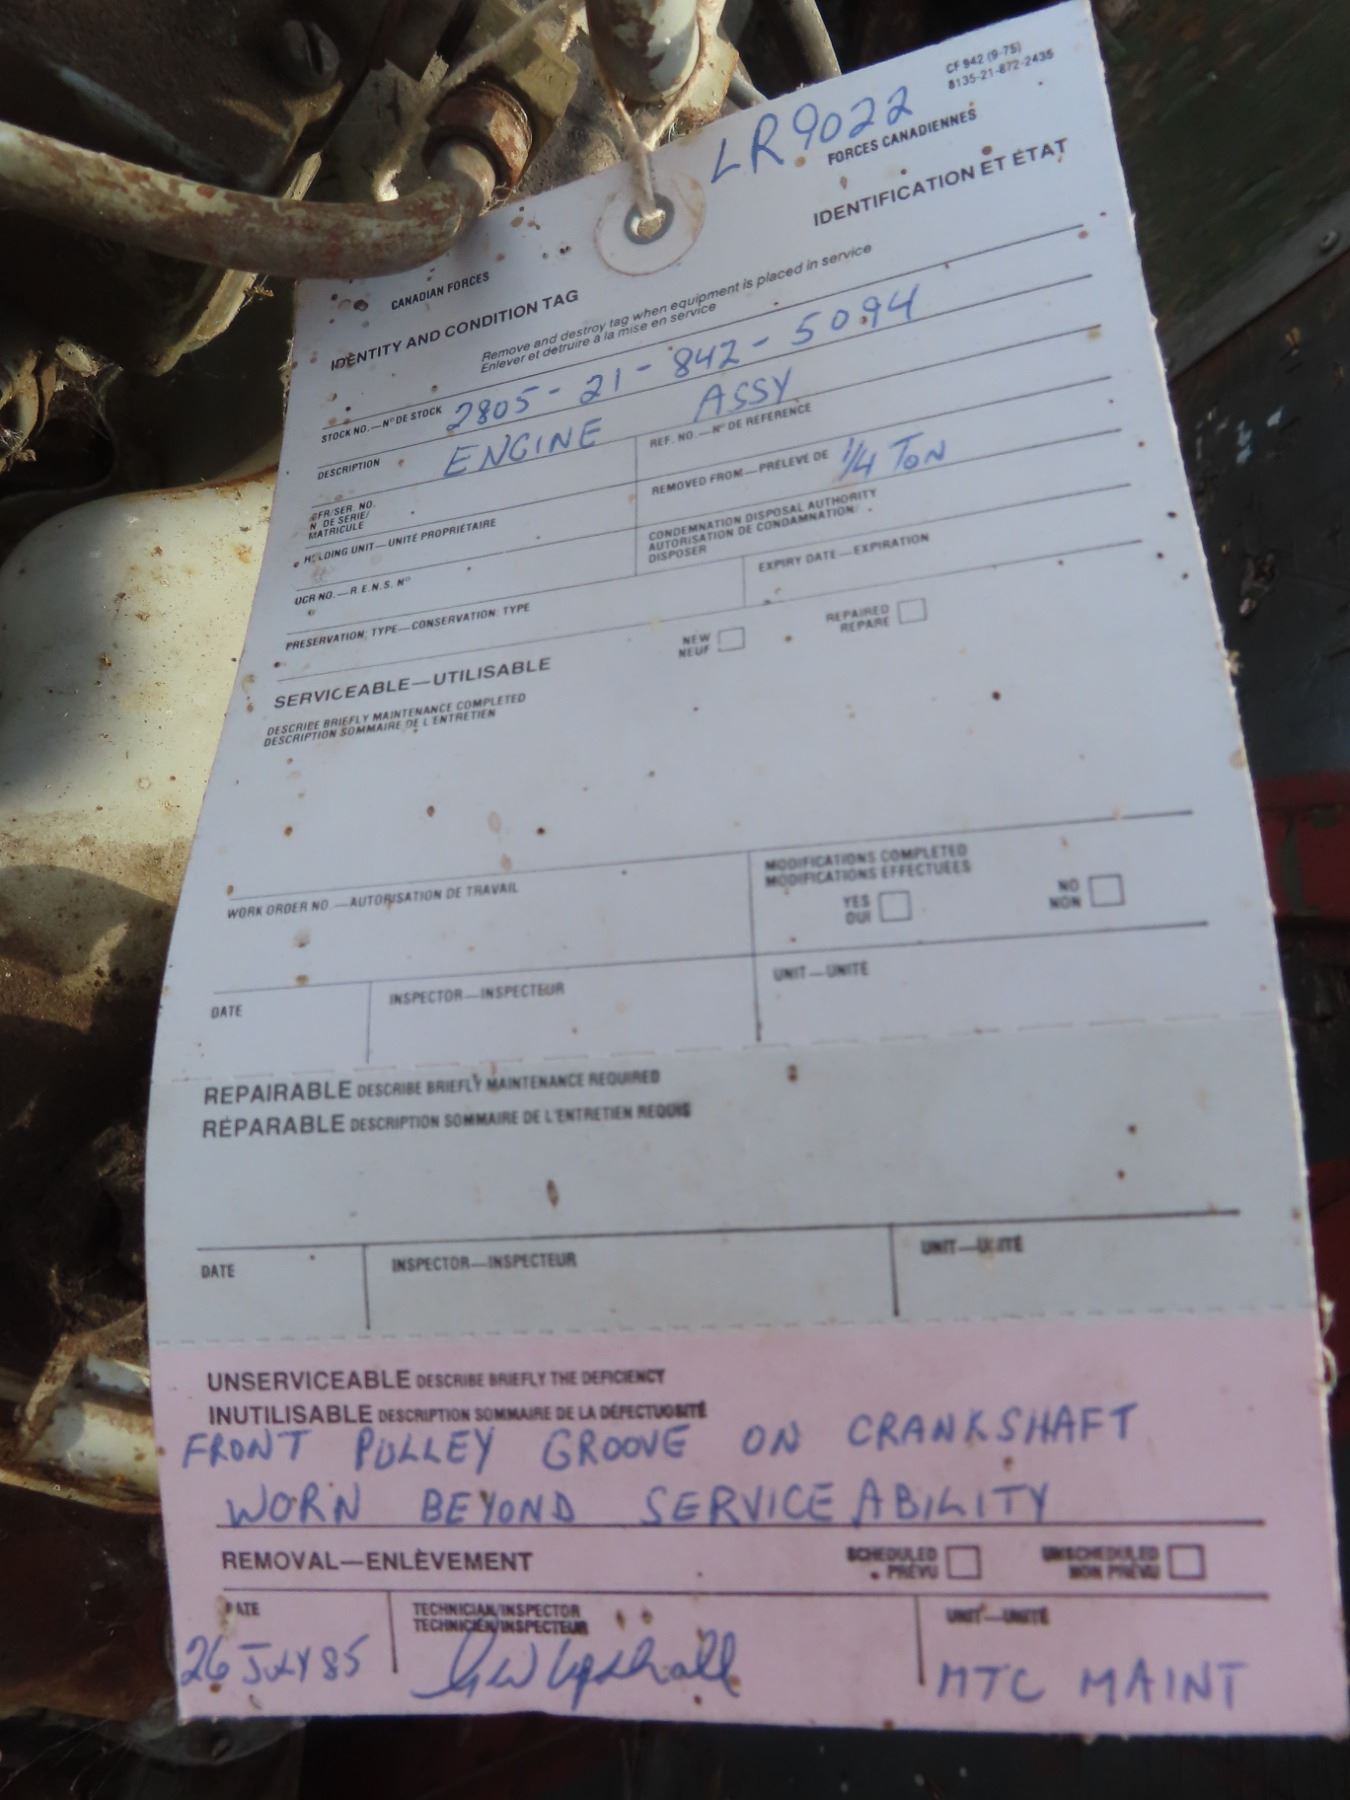 CF 942 (9-75)
8135-21-872-2435
LR9022
FORCES CANADIENNES
IDENTIFICATION ET ÉTAT
CANADIAN FORCES
IDENTITY AND CONDITION TAG
Remove and destroy tag when equipment is placed in service
Enlever et détruire à la mise en service
STOCK NO.—Nº DE STOCK 2805-21-842-5094
DESCRIPTION ENGINE ASSY
MFR/SER. NO.
N DE SERIE/
MATRICULE
REF. NO.—Nº DE REFERENCE
HOLDING UNIT—UNITÉ PROPRIÉTAIRE
REMOVED FROM—PRELEVE DE 1/4 TON
UCR NO.—R.E.N.S. Nº
CONDEMNATION DISPOSAL AUTHORITY
AUTORISATION DE CONDAMNATION/
DISPOSER
PRESERVATION: TYPE—CONSERVATION: TYPE
EXPIRY DATE—EXPIRATION
SERVICEABLE—UTILISABLE
NEW
NEUF
REPAIRED
REPARE
DESCRIBE BRIEFLY MAINTENANCE COMPLETED
DESCRIPTION SOMMAIRE DE L'ENTRETIEN
WORK ORDER NO.—AUTORISATION DE TRAVAIL
MODIFICATIONS COMPLETED
MODIFICATIONS EFFECTUÉES
YES
OUI
NO
NON
DATE
INSPECTOR—INSPECTEUR
UNIT—UNITÉ
REPAIRABLE DESCRIBE BRIEFLY MAINTENANCE REQUIRED
RÉPARABLE DESCRIPTION SOMMAIRE DE L'ENTRETIEN REQUIS
DATE
INSPECTOR—INSPECTEUR
UNIT—UNITÉ
UNSERVICEABLE DESCRIBE BRIEFLY THE DEFICIENCY
INUTILISABLE DESCRIPTION SOMMAIRE DE LA DÉFECTUOSITÉ
FRONT PULLEY GROOVE ON CRANKSHAFT
WORN BEYOND SERVICEABILITY
REMOVAL—ENLÈVEMENT
SCHEDULED
PRÉVU
UNSCHEDULED
NON PRÉVU
DATE
TECHNICIAN/INSPECTOR
TECHNICIEN/INSPECTEUR
UNIT—UNITÉ
26 JULY 85
MTC MAINT